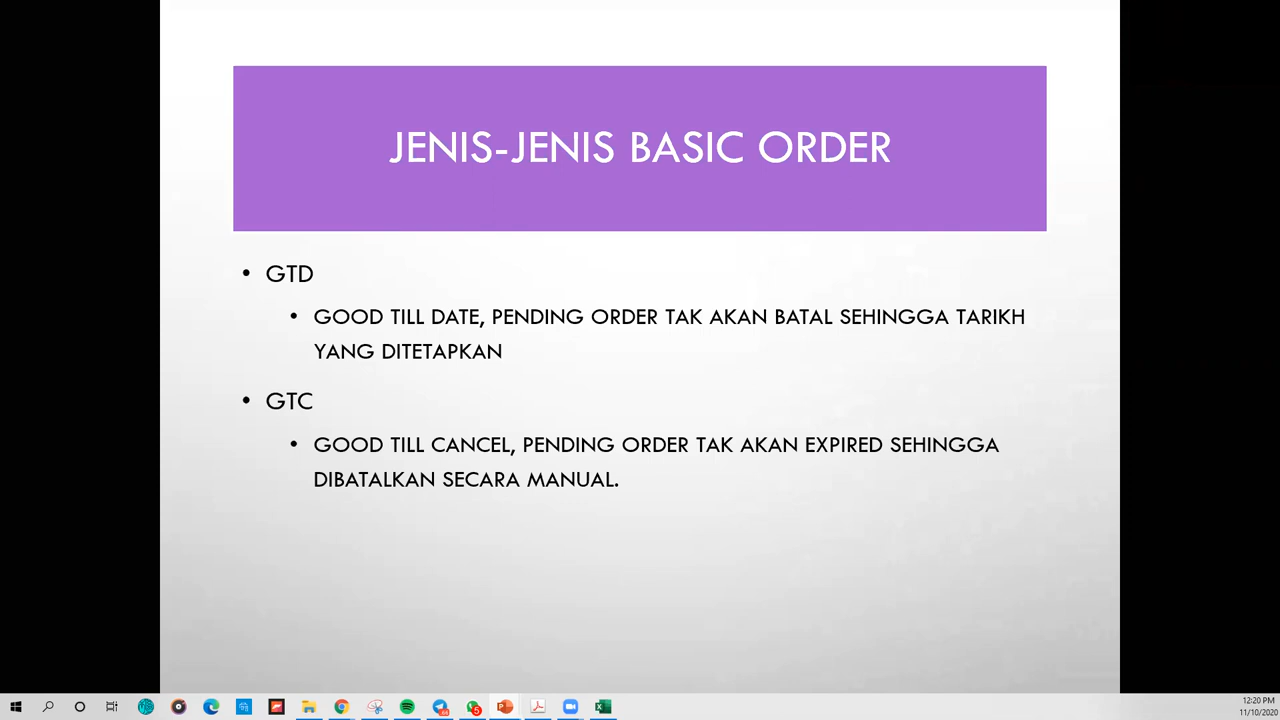 JENIS-JENIS BASIC ORDER
• GTD
• GOOD TILL DATE, PENDING ORDER TAK AKAN BATAL SEHINGGA TARIKH
YANG DITETAPKAN
• GTC
• GOOD TILL CANCEL, PENDING ORDER TAK AKAN EXPIRED SEHINGGA
DIBATALKAN SECARA MANUAL.
12:20 PM
11/10/2020